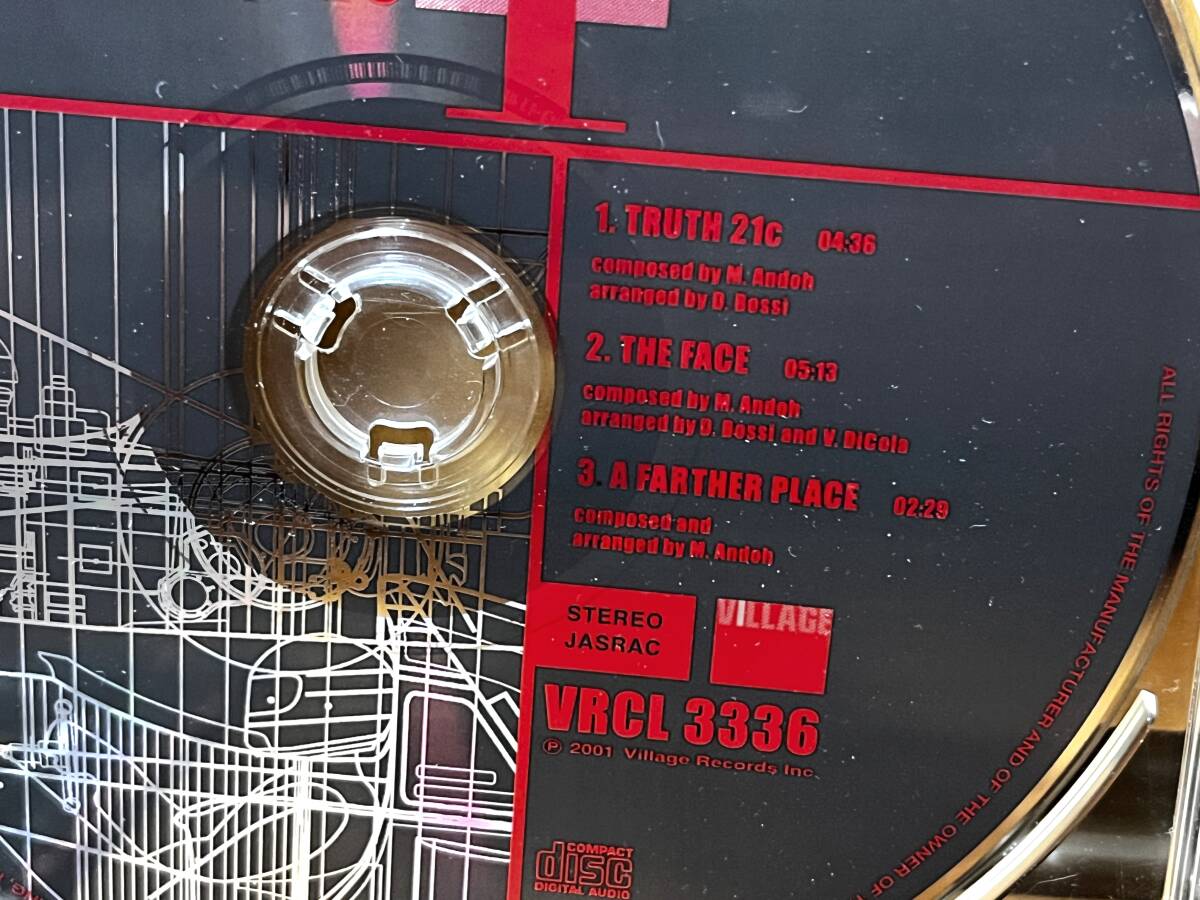 1. TRUTH 21c 04:36
composed by M. Andoh
arranged by D. Bossi
2. THE FACE 05:13
composed by M. Andoh
arranged by D. Bossi and V. DiCola
3. A FARTHER PLACE 02:29
composed and
arranged by M. Andoh
STEREO
JASRAC
VILLAGE
VRCL 3336
Ⓟ 2001 Village Records Inc.
COMPACT
disc
DIGITAL AUDIO
ALL RIGHTS OF THE MANUFACTURER AND OF THE OWNER OF